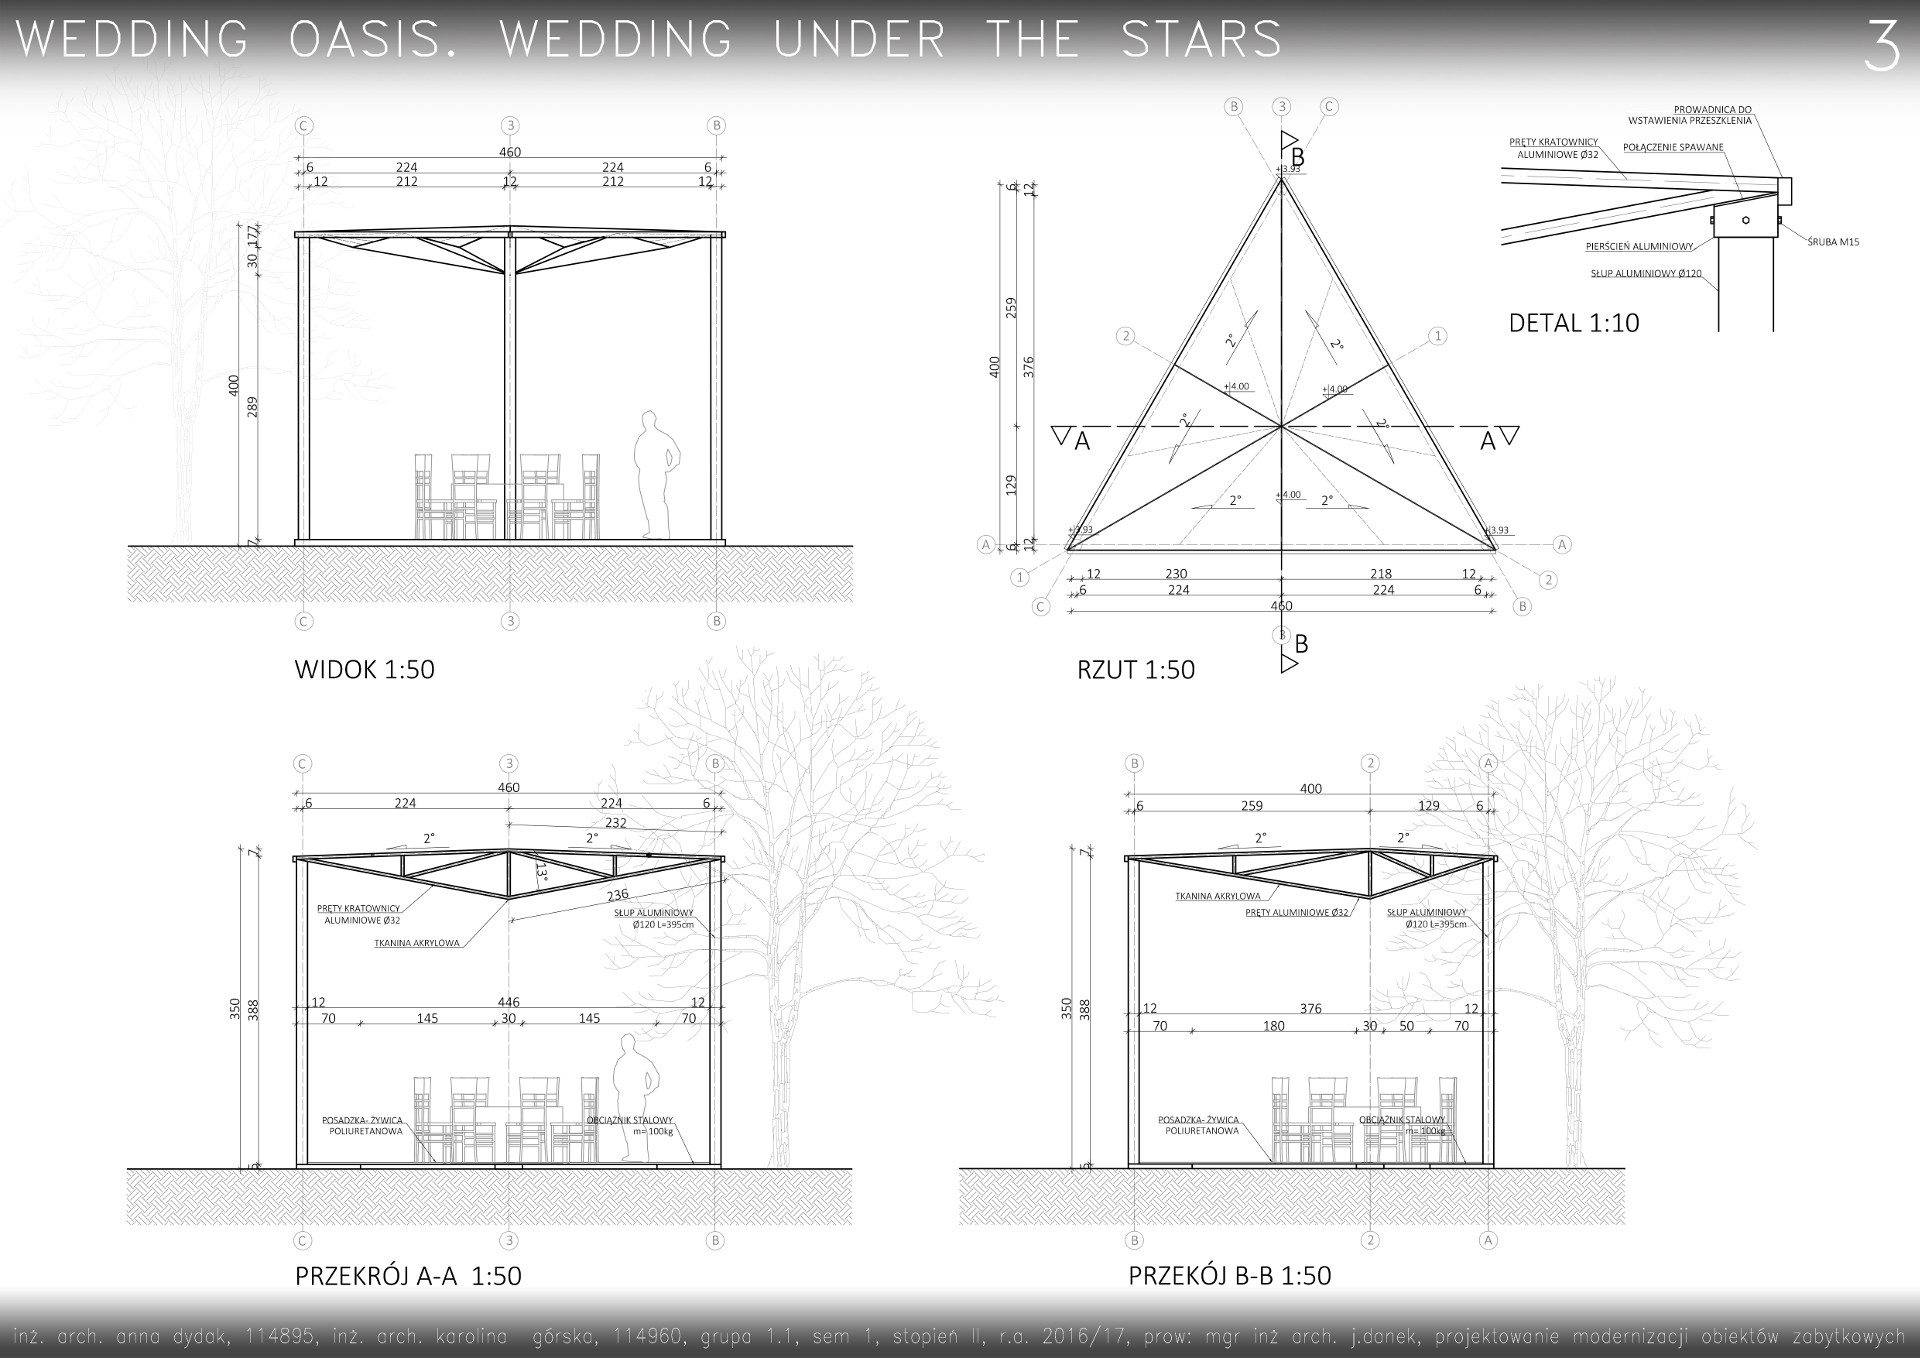 WEDDING OASIS. WEDDING UNDER THE STARS
3
C
3
B
460
6
224
224
6
12
212
12
212
12
400
177
30
289
7
C
3
B
WIDOK 1:50
B
3
C
B
+3.93
6
12
259
400
376
129
6
12
2
1
2°
2°
+4.00
+4.00
2°
2°
A
A
+4.00
2°
2°
+3.93
+3.93
A
A
1
2
C
B
12
230
218
12
6
224
224
6
460
3
B
RZUT 1:50
PROWADNICA DO
WSTAWIENIA PRZESZKLENIA
PRĘTY KRATOWNICY
ALUMINIOWE Ø32
POŁĄCZENIE SPAWANE
PIERSCIEŃ ALUMINIOWY
ŚRUBA M15
SŁUP ALUMINIOWY Ø120
DETAL 1:10
C
3
B
460
6
224
224
6
232
2°
2°
7
13°
236
PRĘTY KRATOWNICY
ALUMINIOWE Ø32
TKANINA AKRYLOWA
SŁUP ALUMINIOWY
Ø120 L=395cm
350
388
12
446
12
70
145
30
145
70
POSADZKA- ŻYWICA
POLIURETANOWA
OBCIĄŻNIK STALOWY
m= 100kg
5
C
3
B
PRZEKRÓJ A-A 1:50
B
2
A
400
6
259
129
6
2°
2°
7
TKANINA AKRYLOWA
PRĘTY ALUMINIOWE Ø32
SŁUP ALUMINIOWY
Ø120 L=395cm
350
388
12
376
12
70
180
30
50
70
POSADZKA- ŻYWICA
POLIURETANOWA
OBCIĄŻNIK STALOWY
m= 100kg
5
B
2
A
PRZEKÓJ B-B 1:50
inż. arch. anna dydak, 114895, inż. arch. karolina górska, 114960, grupa 1.1, sem 1, stopień II, r.a. 2016/17, prow: mgr inż arch. j.danek, projektowanie modernizacji obiektów zabytkowych